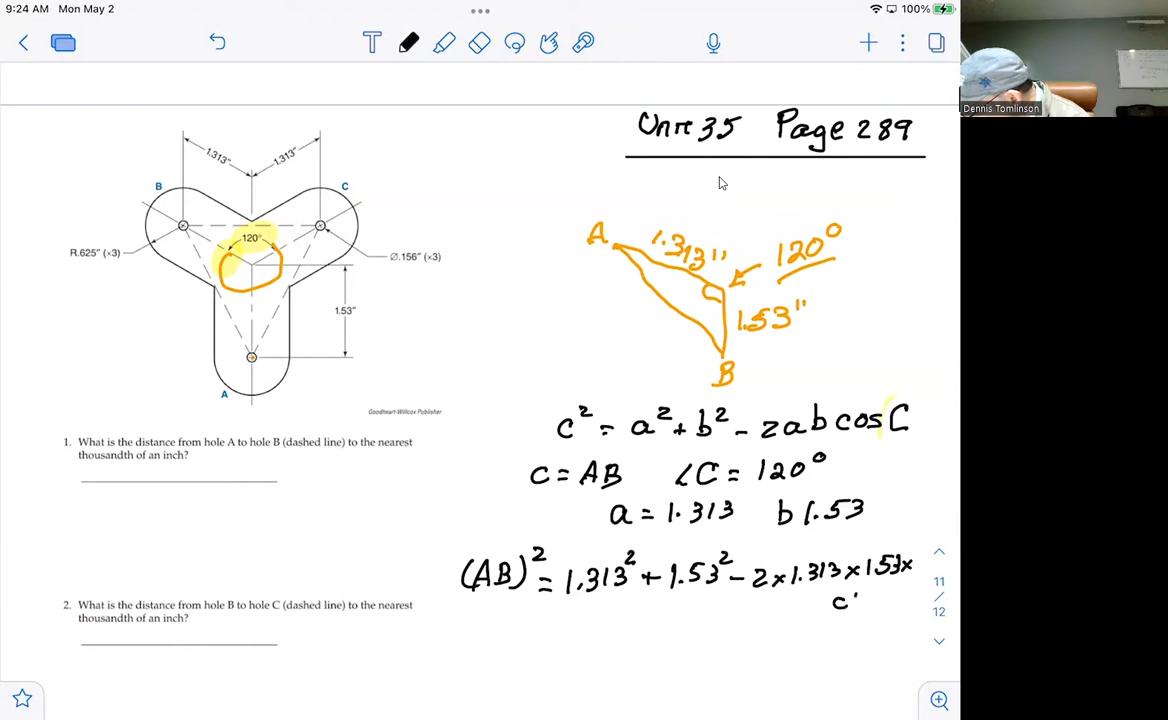 9:24 AM Mon May 2
100%
Dennis Tomlinson
Unit 35 Page 289
1.313"
1.313"
B
C
120°
R.625" (×3)
Ø.156" (×3)
1.53"
A
Goodheart-Willcox Publisher
A
1.313"
120°
1.53"
B
c² = a² + b² - 2ab cos C
c = AB ∠C = 120°
a = 1.313 b 1.53
(AB)² = 1.313² + 1.53² - 2 × 1.313 × 1.53 ×
c'
1. What is the distance from hole A to hole B (dashed line) to the nearest
thousandth of an inch?
2. What is the distance from hole B to hole C (dashed line) to the nearest
thousandth of an inch?
11
/
12